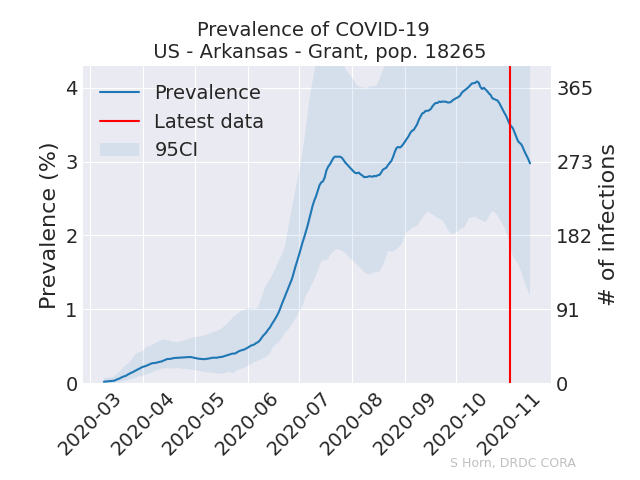 Prevalence of COVID-19
US - Arkansas - Grant, pop. 18265
Prevalence
Latest data
95CI
Prevalence (%)
4
3
2
1
0
365
273
182
91
0
# of infections
2020-03
2020-04
2020-05
2020-06
2020-07
2020-08
2020-09
2020-10
2020-11
S Horn, DRDC CORA